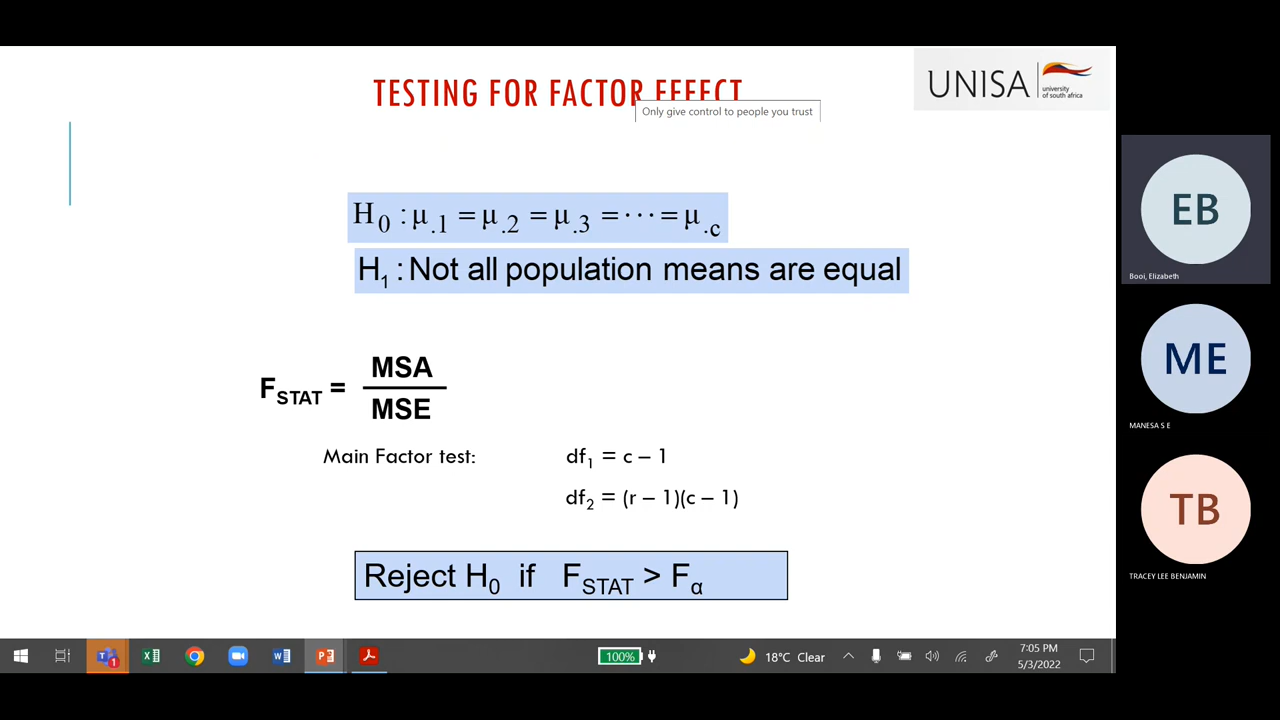 TESTING FOR FACTOR EFFECT
Only give control to people you trust
UNISA
university
of south africa
H0 : μ.1 = μ.2 = μ.3 = ⋯ = μ.c
H1 : Not all population means are equal
FSTAT = MSA / MSE
Main Factor test: df1 = c – 1
df2 = (r – 1)(c – 1)
Reject H0 if FSTAT > Fα
EB
Booi, Elizabeth
ME
MANESA S E
TB
TRACEY LEE BENJAMIN
1
100%
18°C Clear
7:05 PM
5/3/2022